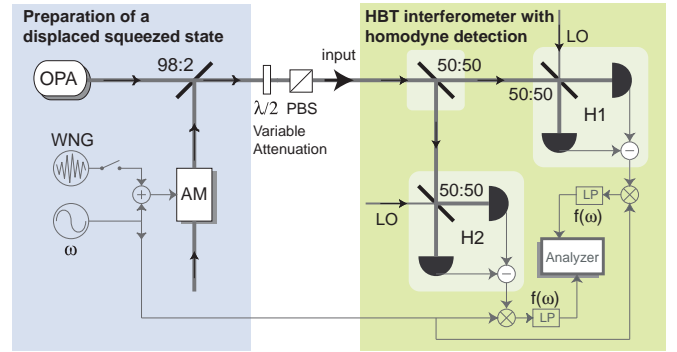 Preparation of a
displaced squeezed state
HBT interferometer with
homodyne detection
OPA
98:2
input
λ/2 PBS
Variable
Attenuation
WNG
+
AM
ω
LO
50:50
50:50
H1
−
LP
f(ω)
50:50
LO
H2
−
Analyzer
f(ω)
LP